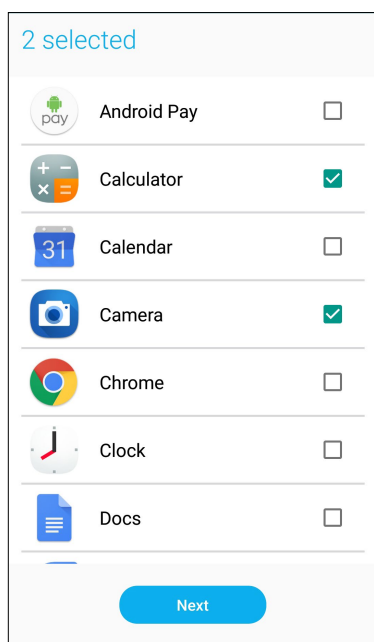 2 selected
pay
Android Pay
+ −
× =
Calculator
31
Calendar
Camera
Chrome
Clock
Docs
Next